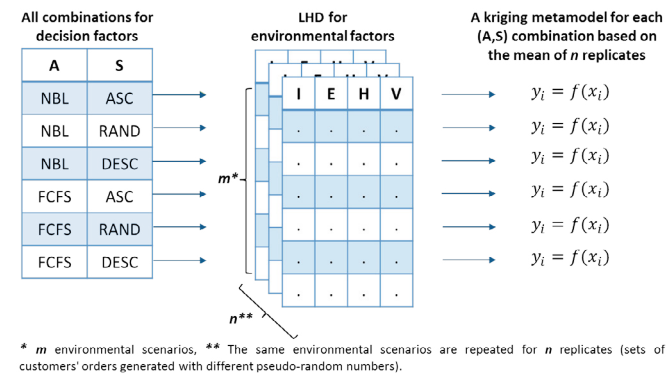 All combinations for
decision factors
A S
NBL ASC
NBL RAND
NBL DESC
FCFS ASC
FCFS RAND
FCFS DESC
LHD for
environmental factors
I E H V
m*
n**
A kriging metamodel for each
(A,S) combination based on
the mean of n replicates
yᵢ = f(xᵢ)
yᵢ = f(xᵢ)
yᵢ = f(xᵢ)
yᵢ = f(xᵢ)
yᵢ = f(xᵢ)
yᵢ = f(xᵢ)
* m environmental scenarios, ** The same environmental scenarios are repeated for n replicates (sets of
customers' orders generated with different pseudo-random numbers).